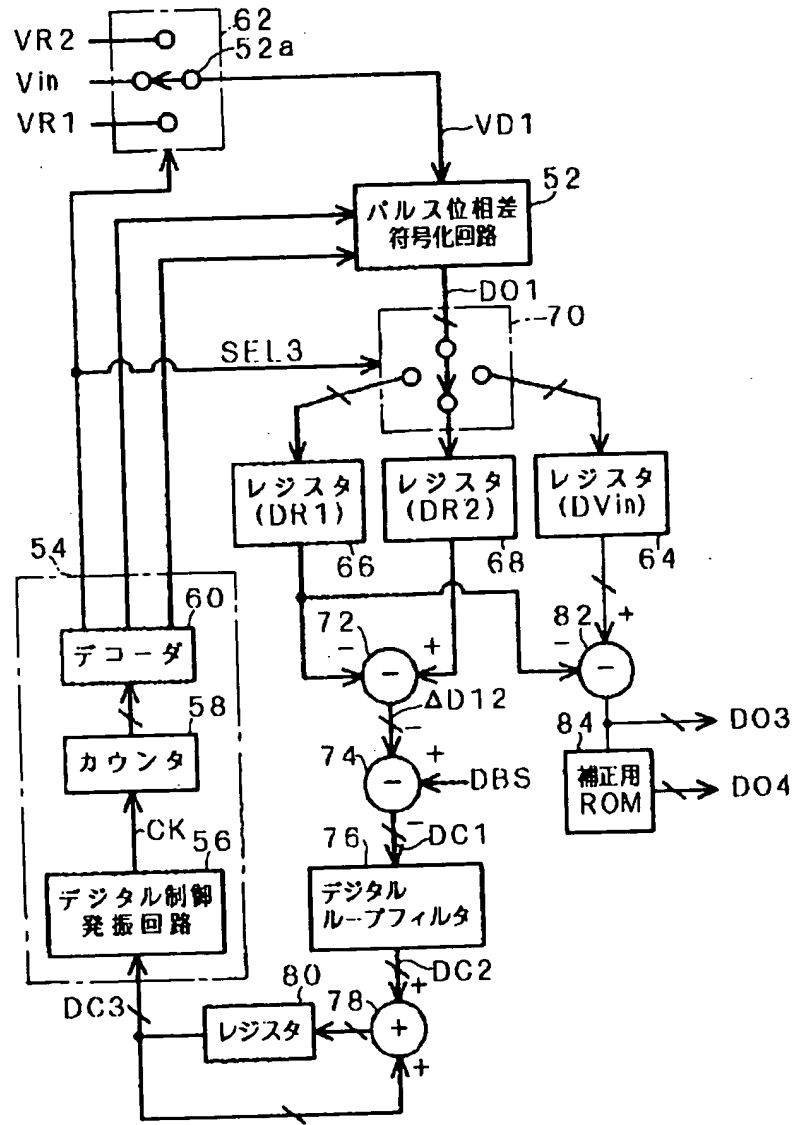 VR2
62
52a
Vin
VR1
VD1
52
パルス位相差
符号化回路
DO1
70
SEL3
レジスタ
(DR1)
レジスタ
(DR2)
レジスタ
(DVin)
66
68
64
54
60
デコーダ
72
-
+
-
ΔD12
-
82
-
+
-
58
カウンタ
74
+
-
DBS
84
DO3
補正用
ROM
DO4
CK
56
-
DC1
76
デジタル制御
発振回路
デジタル
ループフィルタ
DC2
DC3
80
レジスタ
78
+
+
+